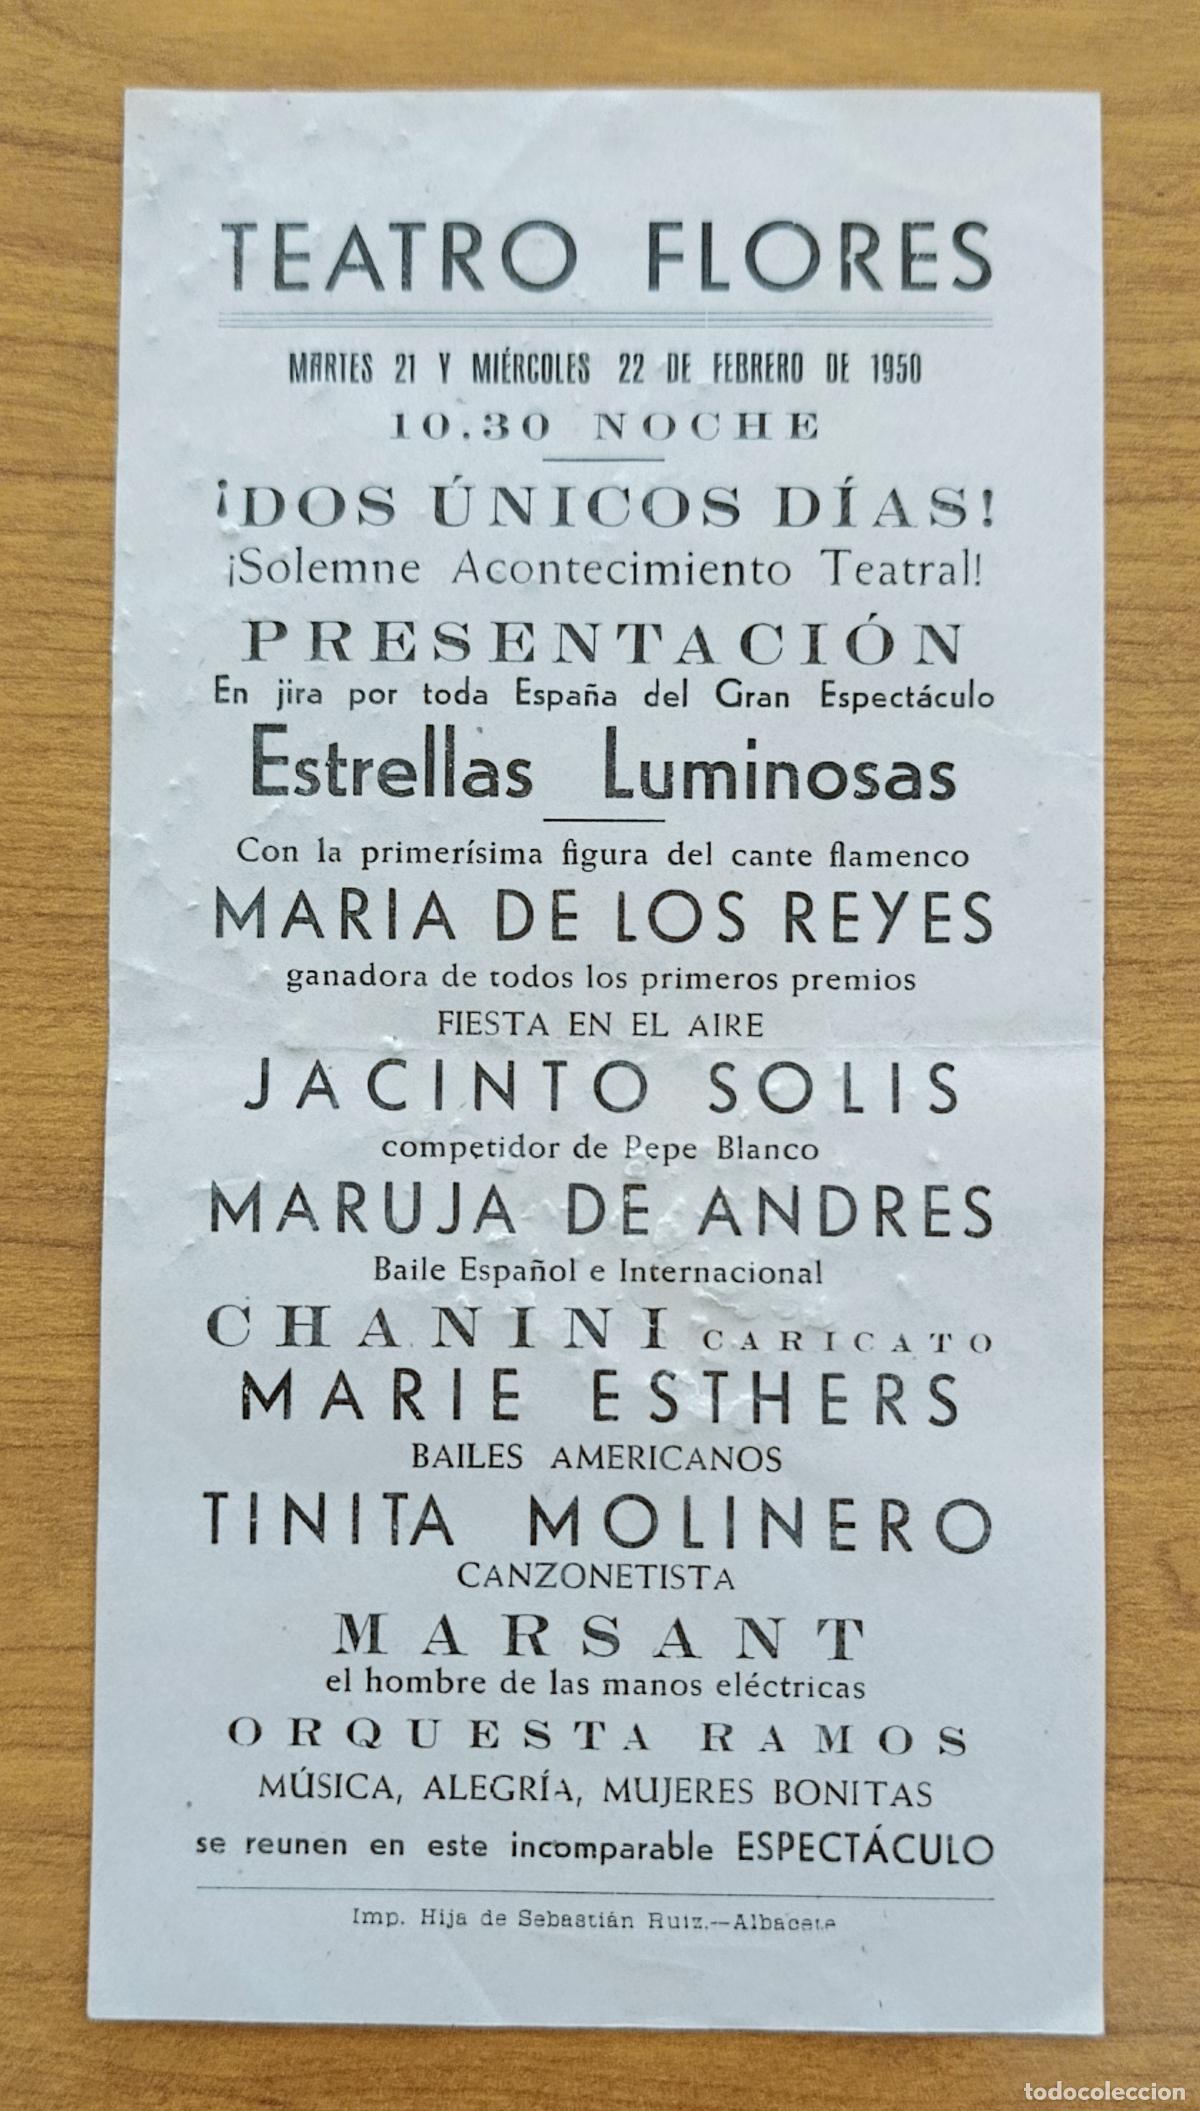 TEATRO FLORES
MARTES 21 Y MIÉRCOLES 22 DE FEBRERO DE 1950
10.30 NOCHE
¡DOS ÚNICOS DÍAS!
¡Solemne Acontecimiento Teatral!
PRESENTACIÓN
En jira por toda España del Gran Espectáculo
Estrellas Luminosas
Con la primerísima figura del cante flamenco
MARIA DE LOS REYES
ganadora de todos los primeros premios
FIESTA EN EL AIRE
JACINTO SOLIS
competidor de Pepe Blanco
MARUJA DE ANDRES
Baile Español e Internacional
CHANINI CARICATO
MARIE ESTHERS
BAILES AMERICANOS
TINITA MOLINERO
CANZONETISTA
MARSANT
el hombre de las manos eléctricas
ORQUESTA RAMOS
MÚSICA, ALEGRÍA, MUJERES BONITAS
se reunen en este incomparable ESPECTÁCULO
Imp. Hija de Sebastián Ruiz.--Albacete
todocoleccion